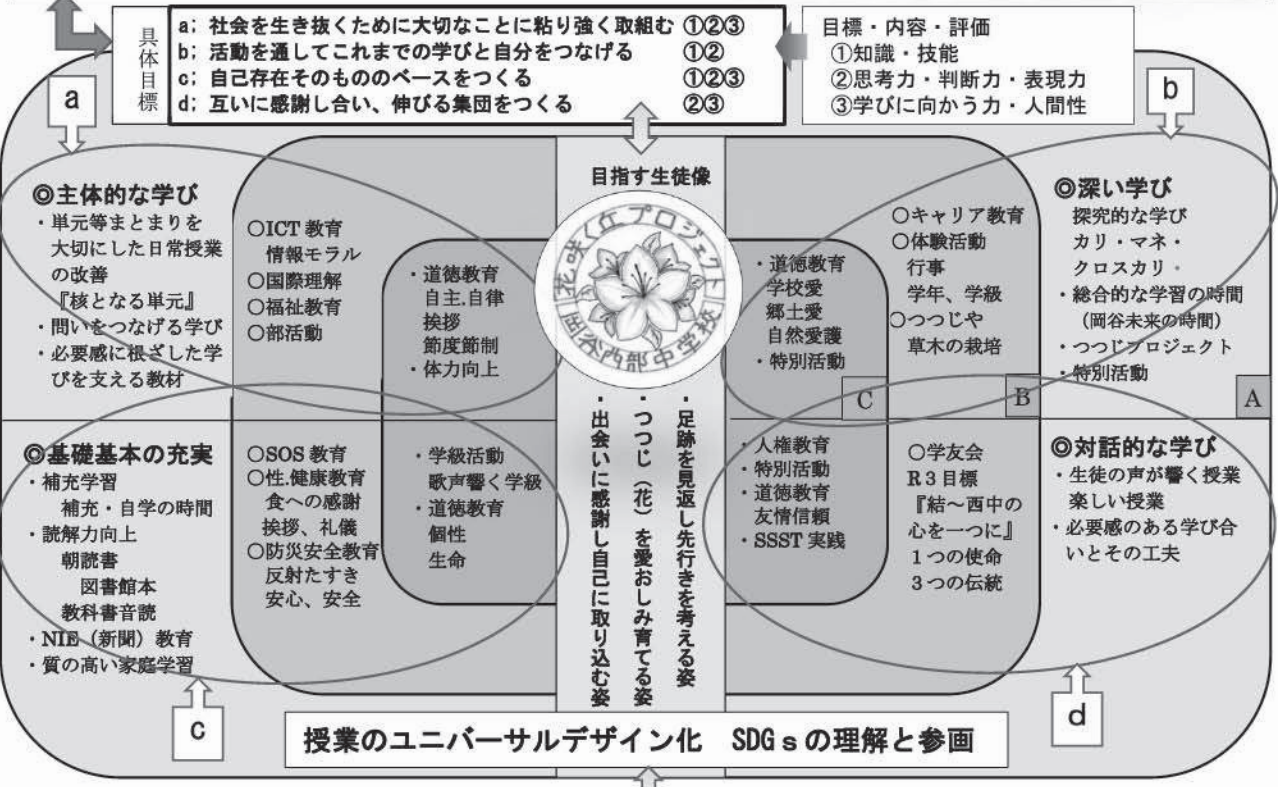 具体目標
a; 社会を生き抜くために大切なことに粘り強く取組む ①②③
b; 活動を通してこれまでの学びと自分をつなげる ①②
c; 自己存在そのもののベースをつくる ①②③
d; 互いに感謝し合い、伸びる集団をつくる ②③
目標・内容・評価
①知識・技能
②思考力・判断力・表現力
③学びに向かう力・人間性
a
b
◎主体的な学び
・単元等まとまりを
大切にした日常授業
の改善
『核となる単元』
・問いをつなげる学び
・必要感に根ざした学
びを支える教材
○ICT 教育
情報モラル
○国際理解
○福祉教育
○部活動
・道徳教育
自主.自律
挨拶
節度節制
・体力向上
目指す生徒像
花咲く丘プロジェクト
岡谷西部中学校
・道徳教育
学校愛
郷土愛
自然愛護
・特別活動
C
○キャリア教育
○体験活動
行事
学年、学級
○つつじや
草木の栽培
B
◎深い学び
探究的な学び
カリ・マネ・
クロスカリ・
・総合的な学習の時間
（岡谷未来の時間）
・つつじプロジェクト
・特別活動
A
◎基礎基本の充実
・補充学習
補充・自学の時間
・読解力向上
朝読書
図書館本
教科書音読
・NIE（新聞）教育
・質の高い家庭学習
○SOS 教育
○性.健康教育
食への感謝
挨拶、礼儀
○防災安全教育
反射たすき
安心、安全
・学級活動
歌声響く学級
・道徳教育
個性
生命
・足跡を見返し先行きを考える姿
・つつじ（花）を愛おしみ育てる姿
・出会いに感謝し自己に取り込む姿
・人権教育
・特別活動
・道徳教育
友情信頼
・SSST 実践
○学友会
R３目標
『結～西中の
心を一つに』
１つの使命
３つの伝統
◎対話的な学び
・生徒の声が響く授業
楽しい授業
・必要感のある学び合
いとその工夫
c
d
授業のユニバーサルデザイン化　SDGｓの理解と参画